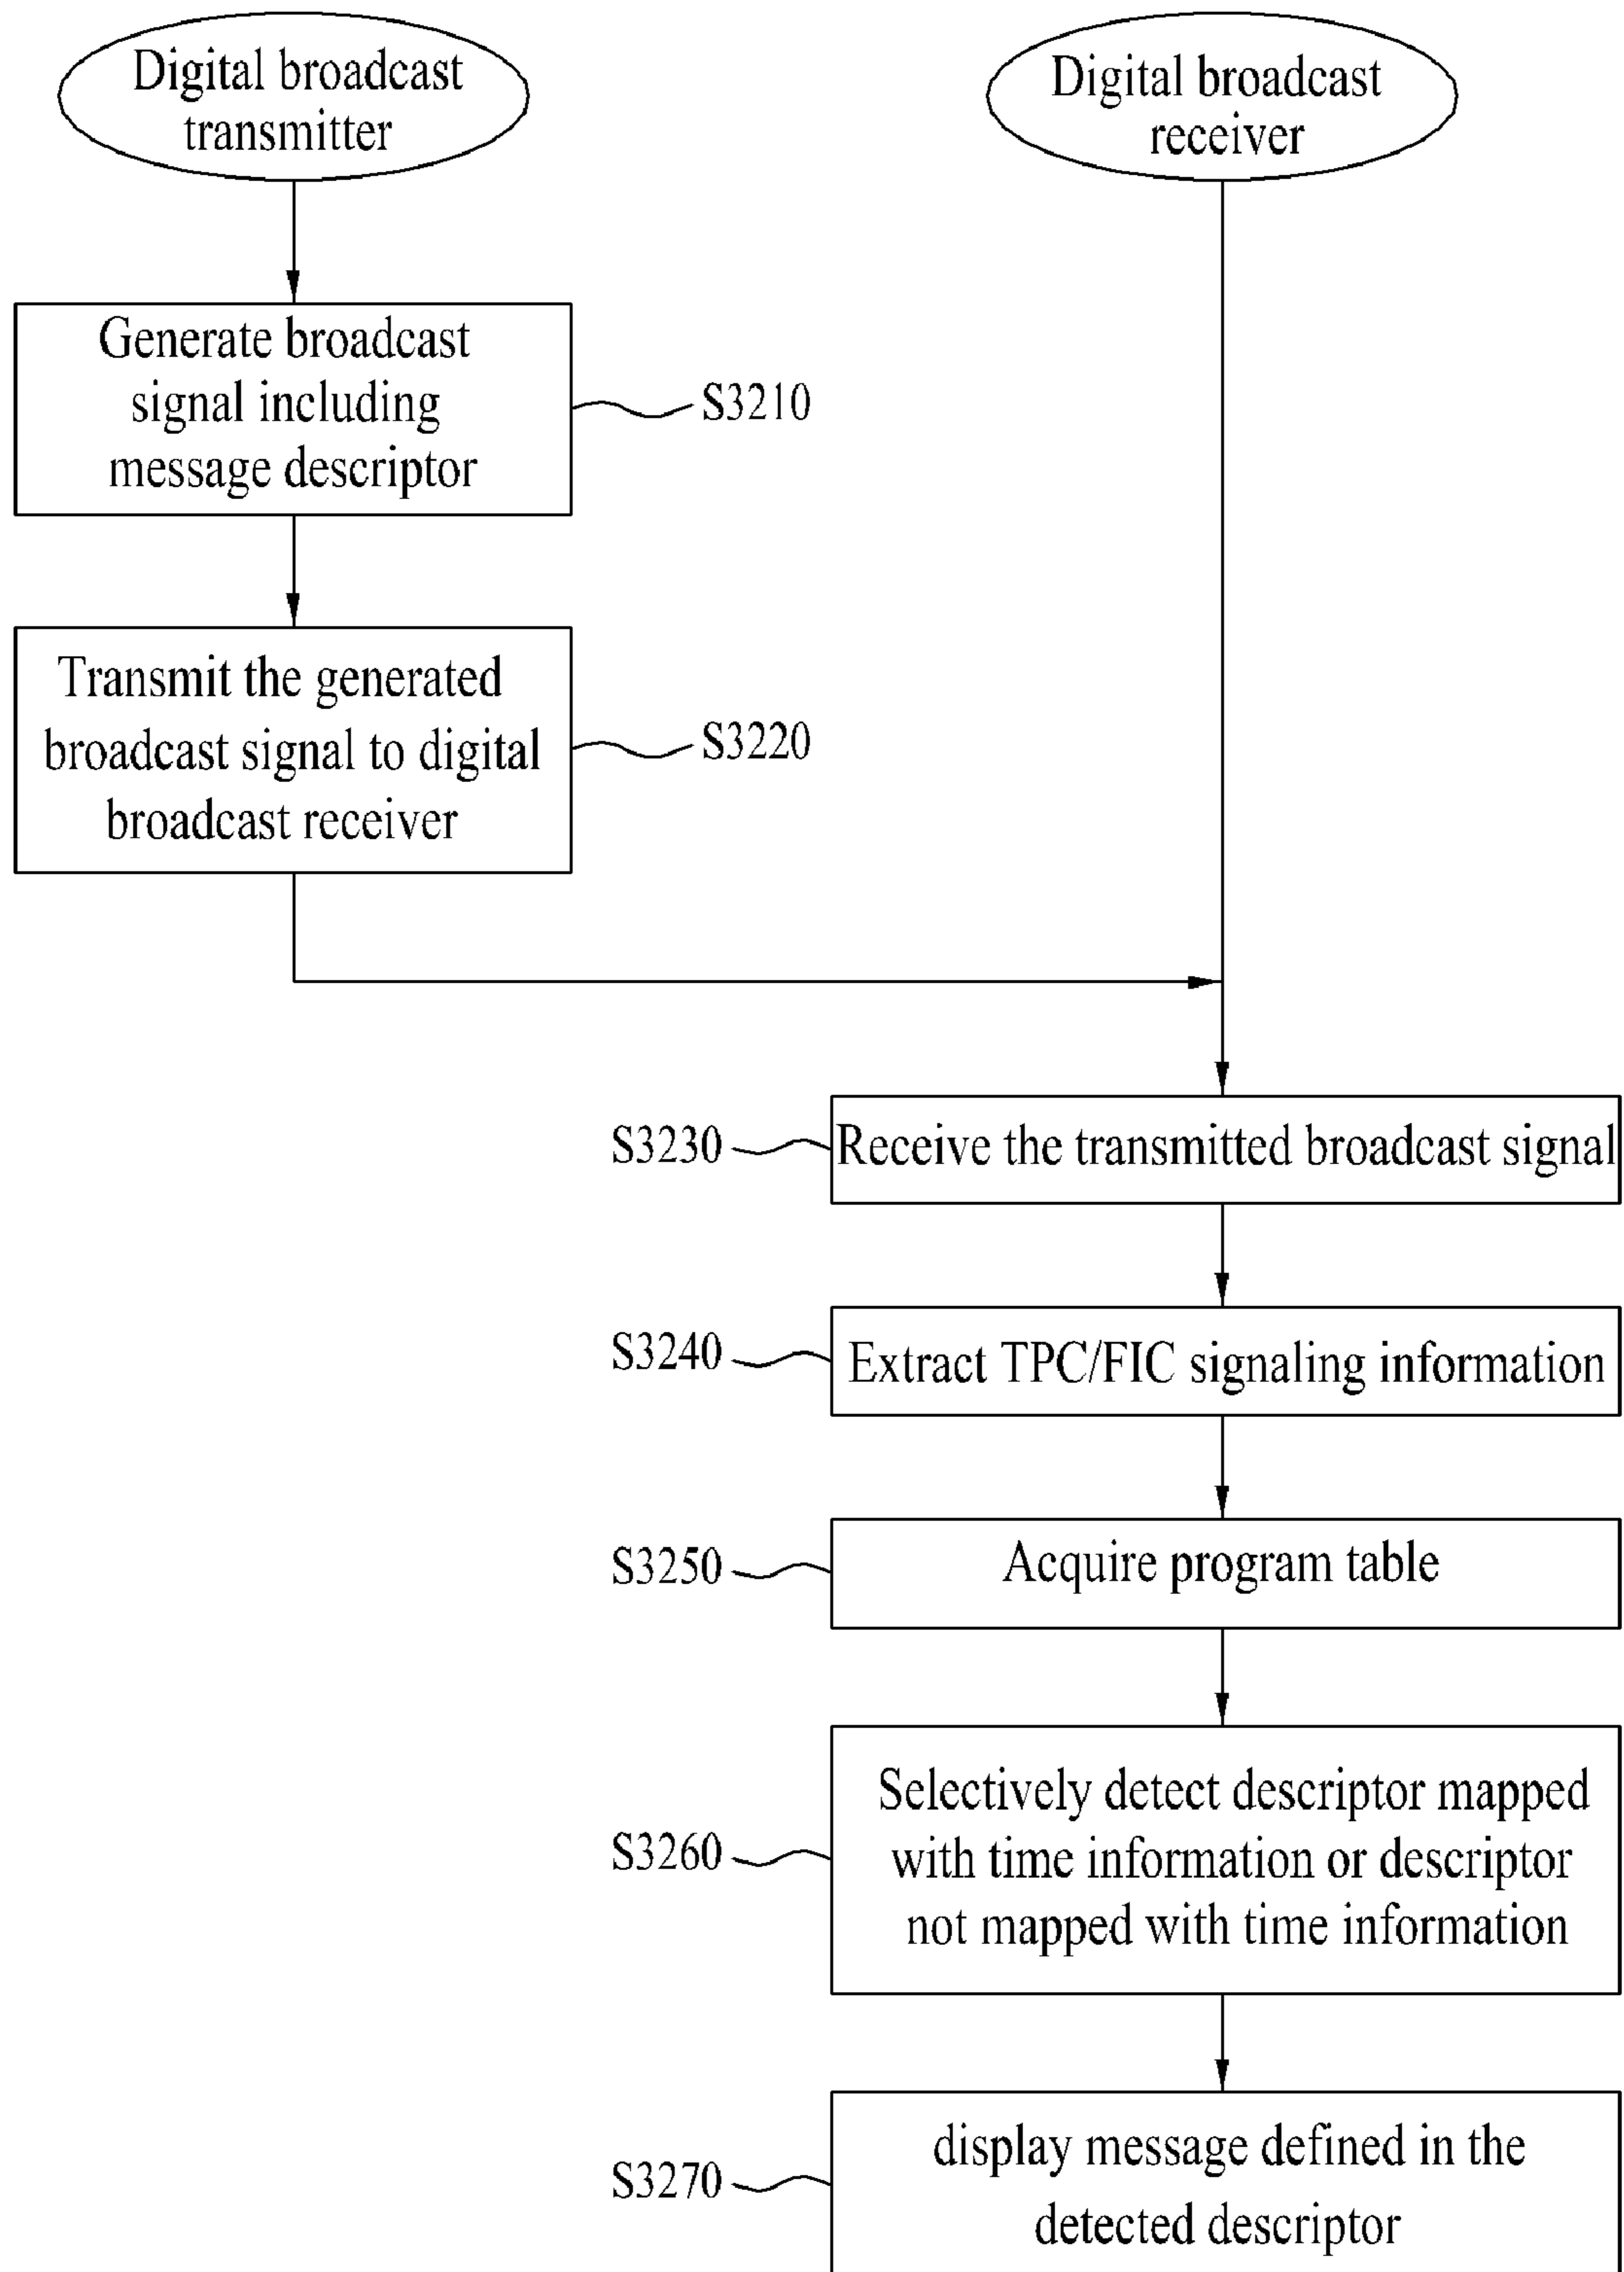 Digital broadcast
transmitter
Digital broadcast
receiver
Generate broadcast
signal including
message descriptor
S3210
Transmit the generated
broadcast signal to digital
broadcast receiver
S3220
S3230
Receive the transmitted broadcast signal
S3240
Extract TPC/FIC signaling information
S3250
Acquire program table
S3260
Selectively detect descriptor mapped
with time information or descriptor
not mapped with time information
S3270
display message defined in the
detected descriptor